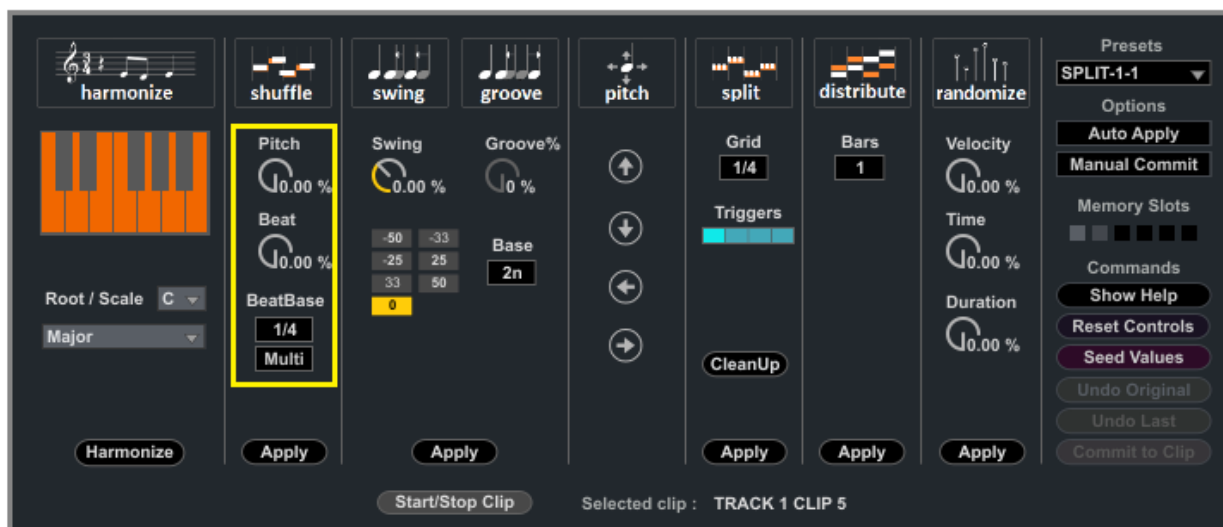 harmonize
shuffle
swing
groove
pitch
split
distribute
randomize
Root / Scale C
Major
Harmonize
Pitch
0.00 %
Beat
0.00 %
BeatBase
1/4
Multi
Apply
Swing
0.00 %
-50 -33
-25 25
33 50
0
Groove%
0 %
Base
2n
Apply
Grid
1/4
Triggers
CleanUp
Apply
Bars
1
Apply
Velocity
0.00 %
Time
0.00 %
Duration
0.00 %
Apply
Presets
SPLIT-1-1
Options
Auto Apply
Manual Commit
Memory Slots
Commands
Show Help
Reset Controls
Seed Values
Undo Original
Undo Last
Commit to Clip
Start/Stop Clip
Selected clip : TRACK 1 CLIP 5